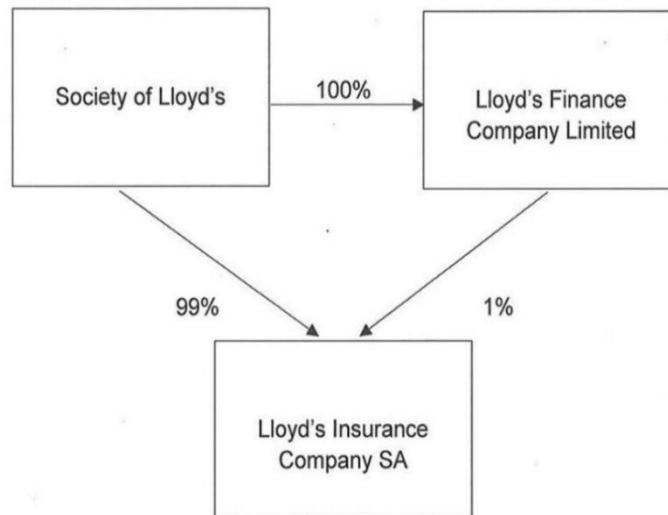 Society of Lloyd's
100%
Lloyd's Finance
Company Limited
99%
1%
Lloyd's Insurance
Company SA